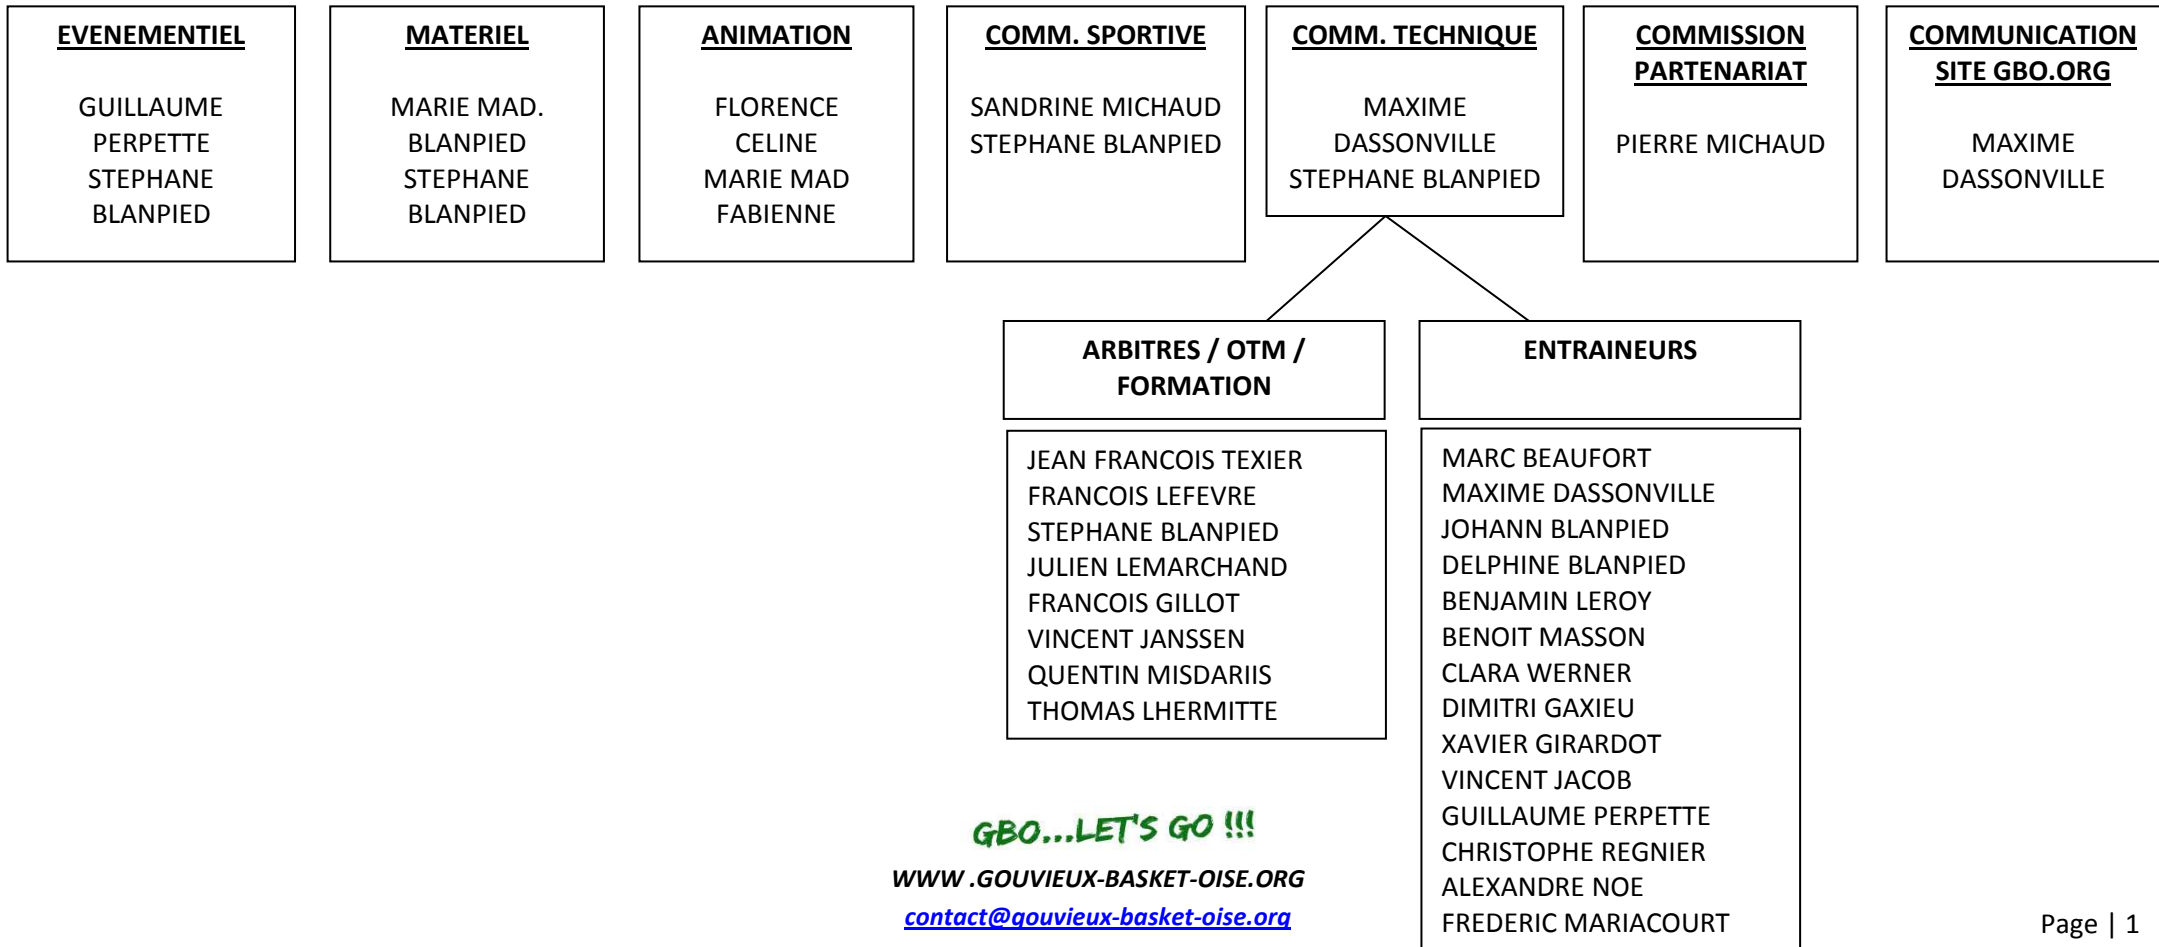 EVENEMENTIEL
GUILLAUME
PERPETTE
STEPHANE
BLANPIED
MATERIEL
MARIE MAD.
BLANPIED
STEPHANE
BLANPIED
ANIMATION
FLORENCE
CELINE
MARIE MAD
FABIENNE
COMM. SPORTIVE
SANDRINE MICHAUD
STEPHANE BLANPIED
COMM. TECHNIQUE
MAXIME
DASSONVILLE
STEPHANE BLANPIED
COMMISSION
PARTENARIAT
PIERRE MICHAUD
COMMUNICATION
SITE GBO.ORG
MAXIME
DASSONVILLE
ARBITRES / OTM /
FORMATION
JEAN FRANCOIS TEXIER
FRANCOIS LEFEVRE
STEPHANE BLANPIED
JULIEN LEMARCHAND
FRANCOIS GILLOT
VINCENT JANSSEN
QUENTIN MISDARIIS
THOMAS LHERMITTE
ENTRAINEURS
MARC BEAUFORT
MAXIME DASSONVILLE
JOHANN BLANPIED
DELPHINE BLANPIED
BENJAMIN LEROY
BENOIT MASSON
CLARA WERNER
DIMITRI GAXIEU
XAVIER GIRARDOT
VINCENT JACOB
GUILLAUME PERPETTE
CHRISTOPHE REGNIER
ALEXANDRE NOE
FREDERIC MARIACOURT
GBO...LET'S GO !!!
WWW .GOUVIEUX-BASKET-OISE.ORG
contact@gouvieux-basket-oise.org
Page | 1